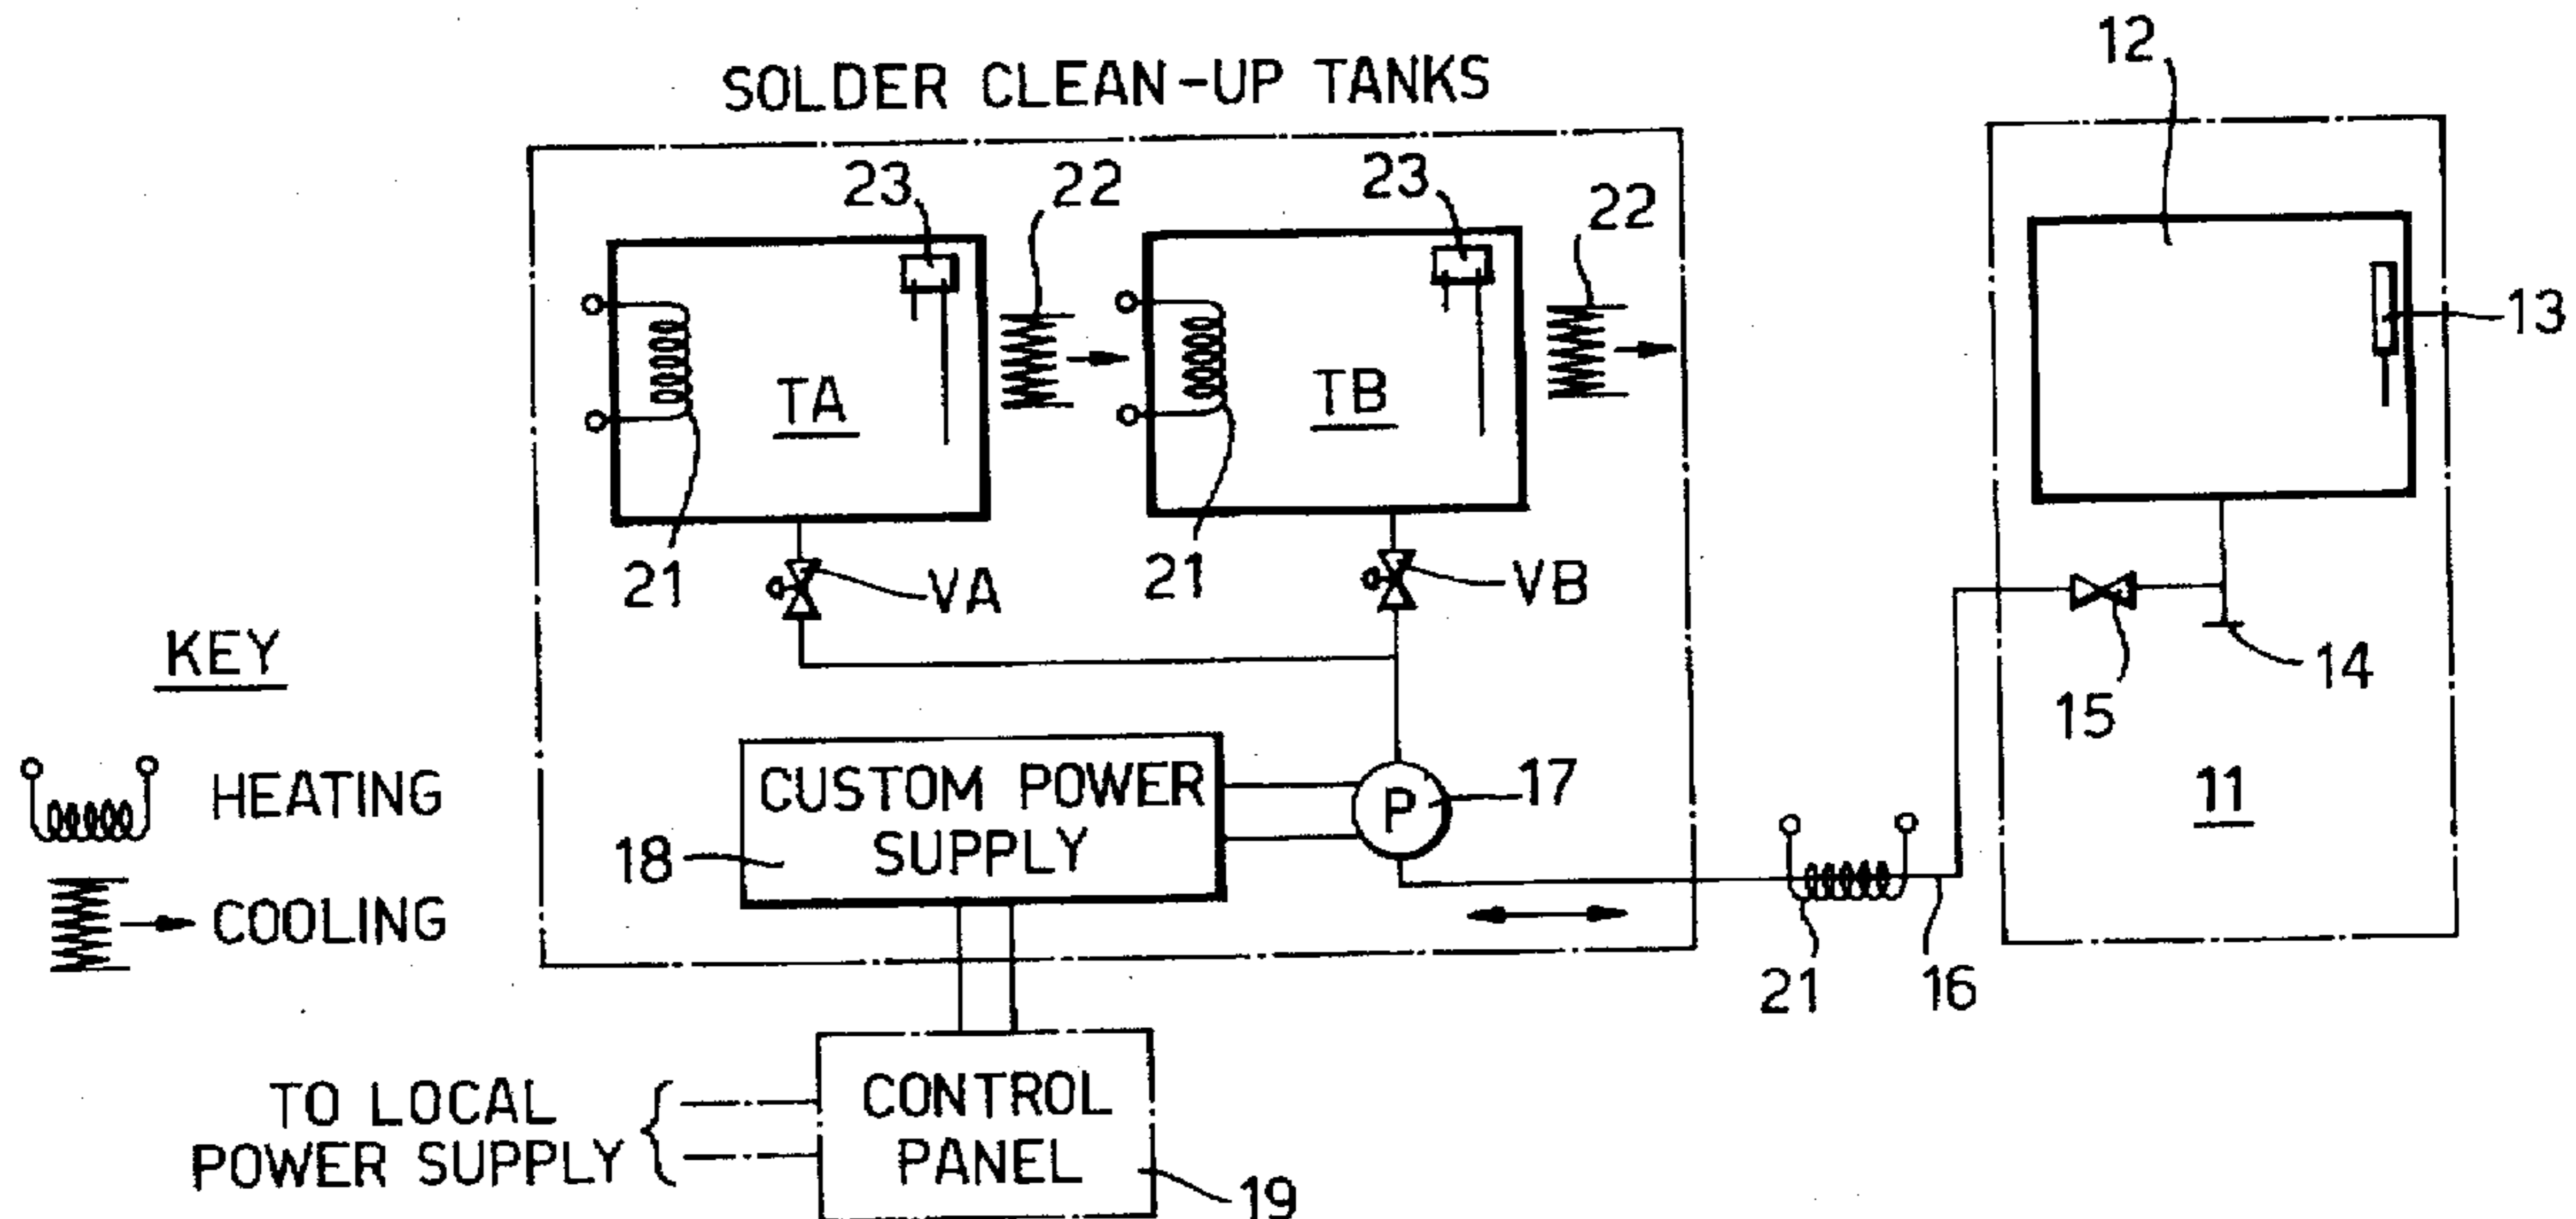 SOLDER CLEAN-UP TANKS
12
23
22
23
22
13
TA
TB
21
VA
21
VB
14
15
KEY
HEATING
COOLING
CUSTOM POWER
SUPPLY
18
P
17
11
21
16
TO LOCAL
POWER SUPPLY
CONTROL
PANEL
19